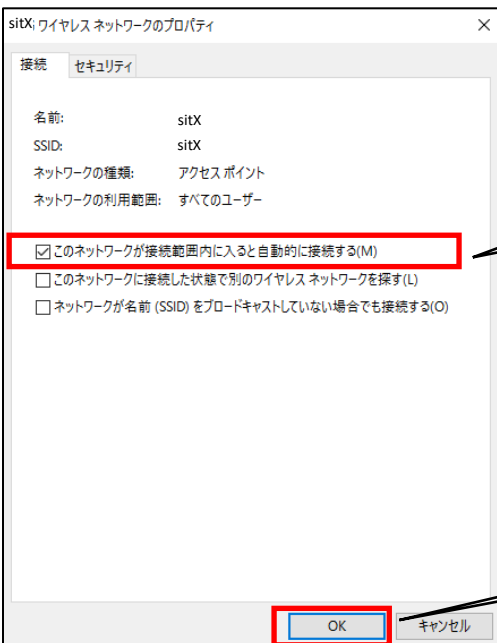 sitX; ワイヤレス ネットワークのプロパティ
接続 セキュリティ
名前: sitX
SSID: sitX
ネットワークの種類: アクセス ポイント
ネットワークの利用範囲: すべてのユーザー
このネットワークが接続範囲内に入ると自動的に接続する(M)
このネットワークに接続した状態で別のワイヤレス ネットワークを探す(L)
ネットワークが名前 (SSID) をブロードキャストしていない場合でも接続する(O)
OK キャンセル